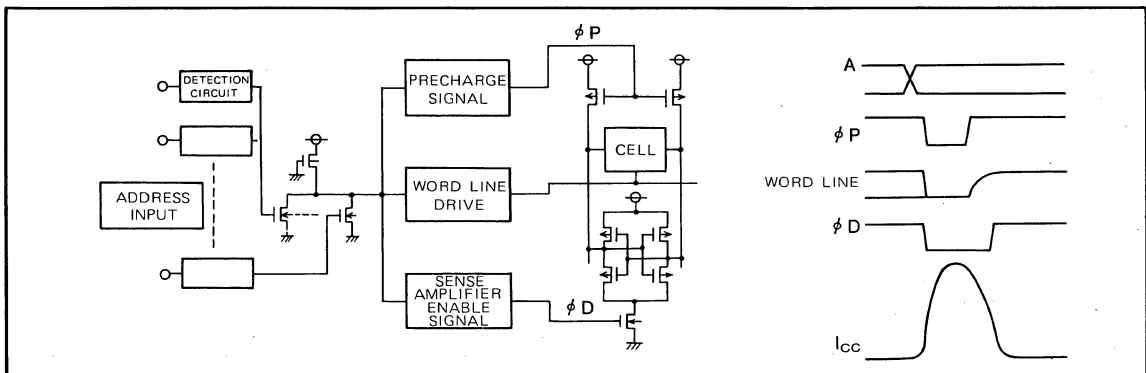 DETECTION
CIRCUIT
ADDRESS
INPUT
PRECHARGE
SIGNAL
WORD LINE
DRIVE
SENSE
AMPLIFIER
ENABLE
SIGNAL
ϕP
CELL
ϕD
A
ϕP
WORD LINE
ϕD
ICC